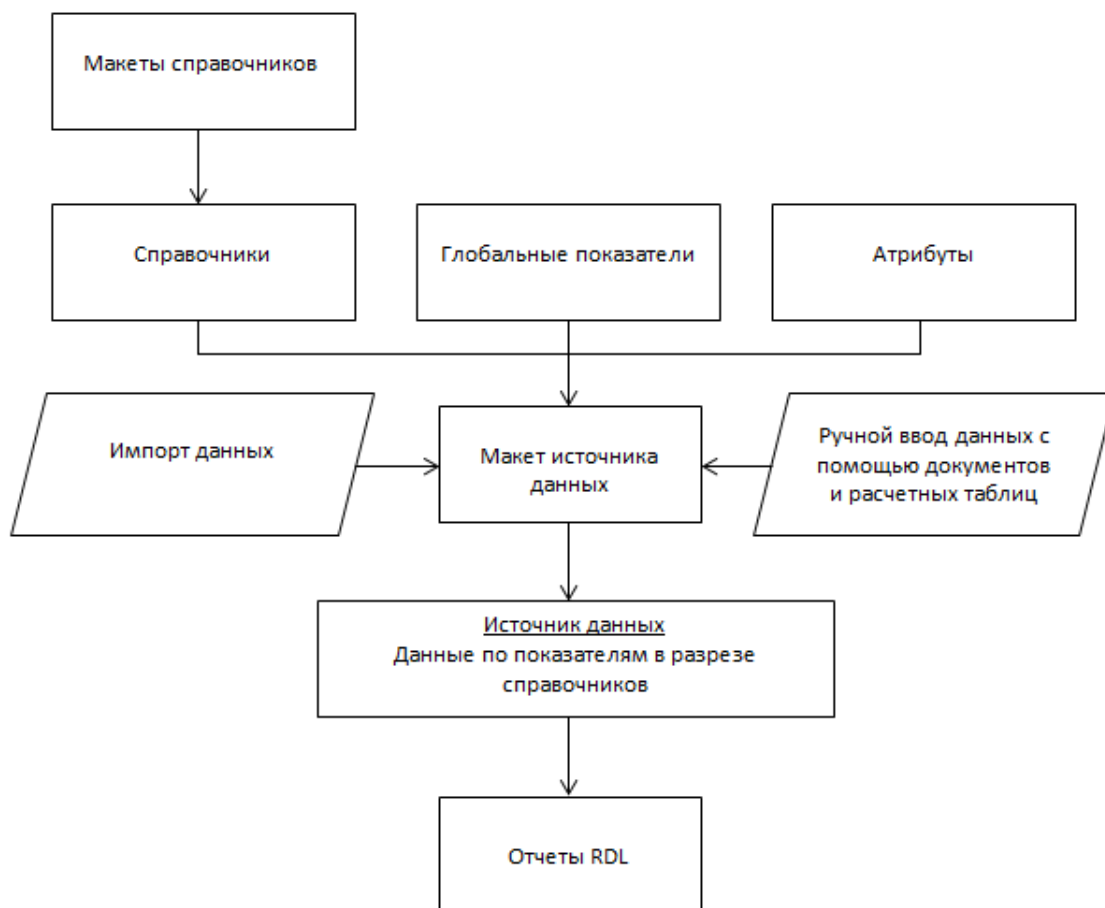 Макеты справочников
Справочники
Глобальные показатели
Атрибуты
Импорт данных
Макет источника
данных
Ручной ввод данных с
помощью документов
и расчетных таблиц
Источник данных
Данные по показателям в разрезе
справочников
Отчеты RDL